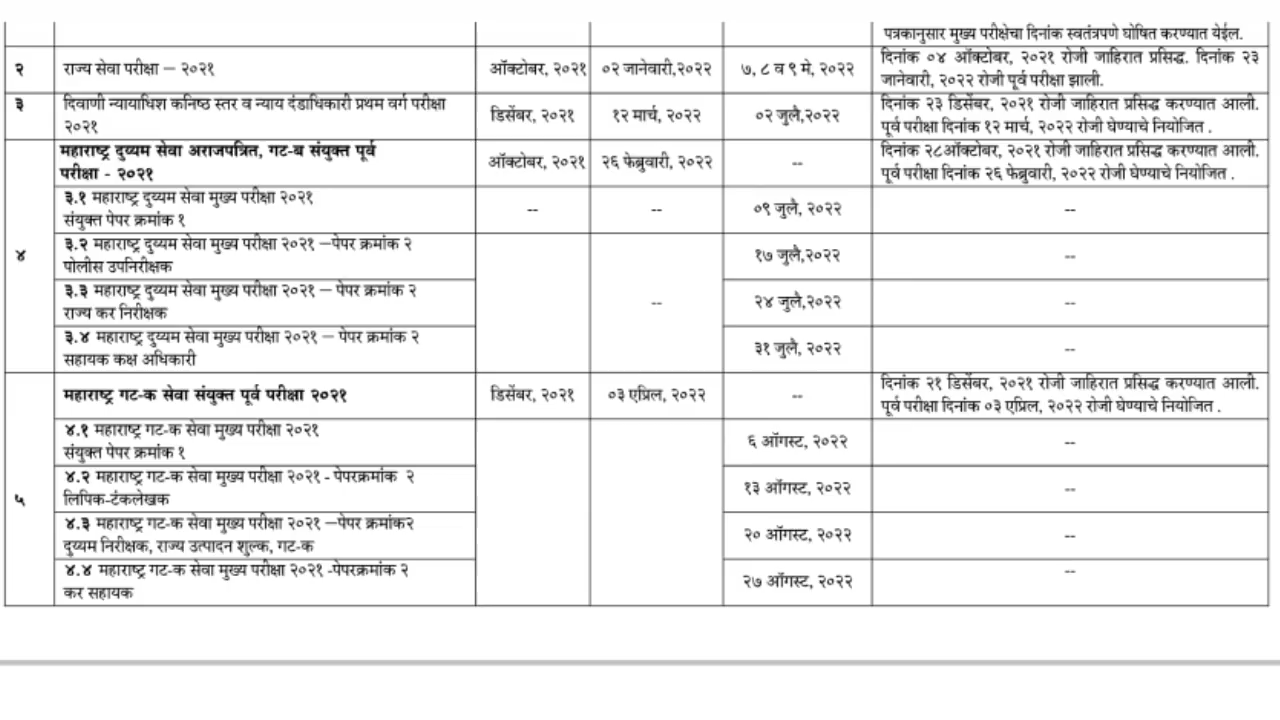 पत्रकानुसार मुख्य परीक्षेचा दिनांक स्वतंत्रपणे घोषित करण्यात येईल.
२ राज्य सेवा परीक्षा – २०२१ ऑक्टोबर, २०२१ ०२ जानेवारी,२०२२ ७, ८ व ९ मे, २०२२ दिनांक ०४ ऑक्टोबर, २०२१ रोजी जाहिरात प्रसिद्ध. दिनांक २३
जानेवारी, २०२२ रोजी पूर्व परीक्षा झाली.
३ दिवाणी न्यायाधिश कनिष्ठ स्तर व न्याय दंडाधिकारी प्रथम वर्ग परीक्षा
२०२१ डिसेंबर, २०२१ १२ मार्च, २०२२ ०२ जुलै,२०२२ दिनांक २३ डिसेंबर, २०२१ रोजी जाहिरात प्रसिद्ध करण्यात आली.
पूर्व परीक्षा दिनांक १२ मार्च, २०२२ रोजी घेण्याचे नियोजित .
४ महाराष्ट्र दुय्यम सेवा अराजपत्रित, गट-ब संयुक्त पूर्व
परीक्षा - २०२१ ऑक्टोबर, २०२१ २६ फेब्रुवारी, २०२२ -- दिनांक २८ऑक्टोबर, २०२१ रोजी जाहिरात प्रसिद्ध करण्यात आली.
पूर्व परीक्षा दिनांक २६ फेब्रुवारी, २०२२ रोजी घेण्याचे नियोजित .
३.१ महाराष्ट्र दुय्यम सेवा मुख्य परीक्षा २०२१
संयुक्त पेपर क्रमांक १ -- -- ०९ जुलै, २०२२ --
३.२ महाराष्ट्र दुय्यम सेवा मुख्य परीक्षा २०२१ –पेपर क्रमांक २
पोलीस उपनिरीक्षक १७ जुलै,२०२२ --
३.३ महाराष्ट्र दुय्यम सेवा मुख्य परीक्षा २०२१ – पेपर क्रमांक २
राज्य कर निरीक्षक -- २४ जुलै,२०२२ --
३.४ महाराष्ट्र दुय्यम सेवा मुख्य परीक्षा २०२१ – पेपर क्रमांक २
सहायक कक्ष अधिकारी ३१ जुलै, २०२२ --
५ महाराष्ट्र गट-क सेवा संयुक्त पूर्व परीक्षा २०२१ डिसेंबर, २०२१ ०३ एप्रिल, २०२२ -- दिनांक २१ डिसेंबर, २०२१ रोजी जाहिरात प्रसिद्ध करण्यात आली.
पूर्व परीक्षा दिनांक ०३ एप्रिल, २०२२ रोजी घेण्याचे नियोजित .
४.१ महाराष्ट्र गट-क सेवा मुख्य परीक्षा २०२१
संयुक्त पेपर क्रमांक १ ६ ऑगस्ट, २०२२ --
४.२ महाराष्ट्र गट-क सेवा मुख्य परीक्षा २०२१ - पेपरक्रमांक २
लिपिक-टंकलेखक १३ ऑगस्ट, २०२२ --
४.३ महाराष्ट्र गट-क सेवा मुख्य परीक्षा २०२१ –पेपर क्रमांक२
दुय्यम निरीक्षक, राज्य उत्पादन शुल्क, गट-क २० ऑगस्ट, २०२२ --
४.४ महाराष्ट्र गट-क सेवा मुख्य परीक्षा २०२१ -पेपरक्रमांक २
कर सहायक २७ ऑगस्ट, २०२२ --